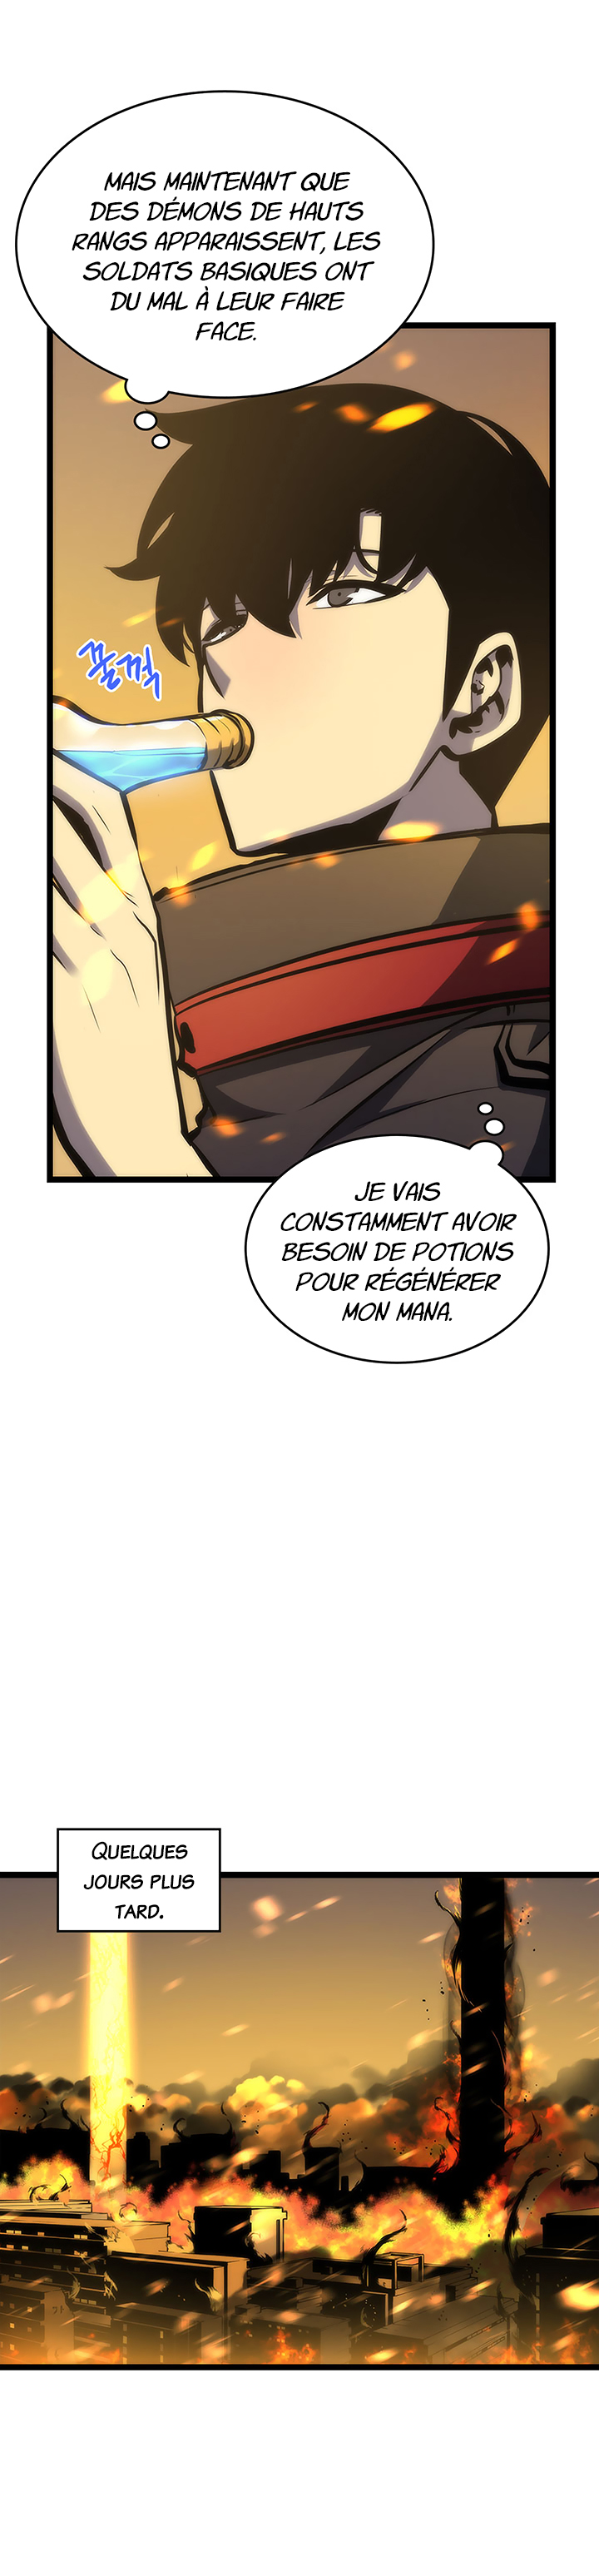 MAIS MAINTENANT QUE
DES DÉMONS DE HAUTS
RANGS APPARAISSENT, LES
SOLDATS BASIQUES ONT
DU MAL À LEUR FAIRE
FACE.
꿀꺽
JE VAIS
CONSTAMMENT AVOIR
BESOIN DE POTIONS
POUR RÉGÉNÉRER
MON MANA.
QUELQUES
JOURS PLUS
TARD.